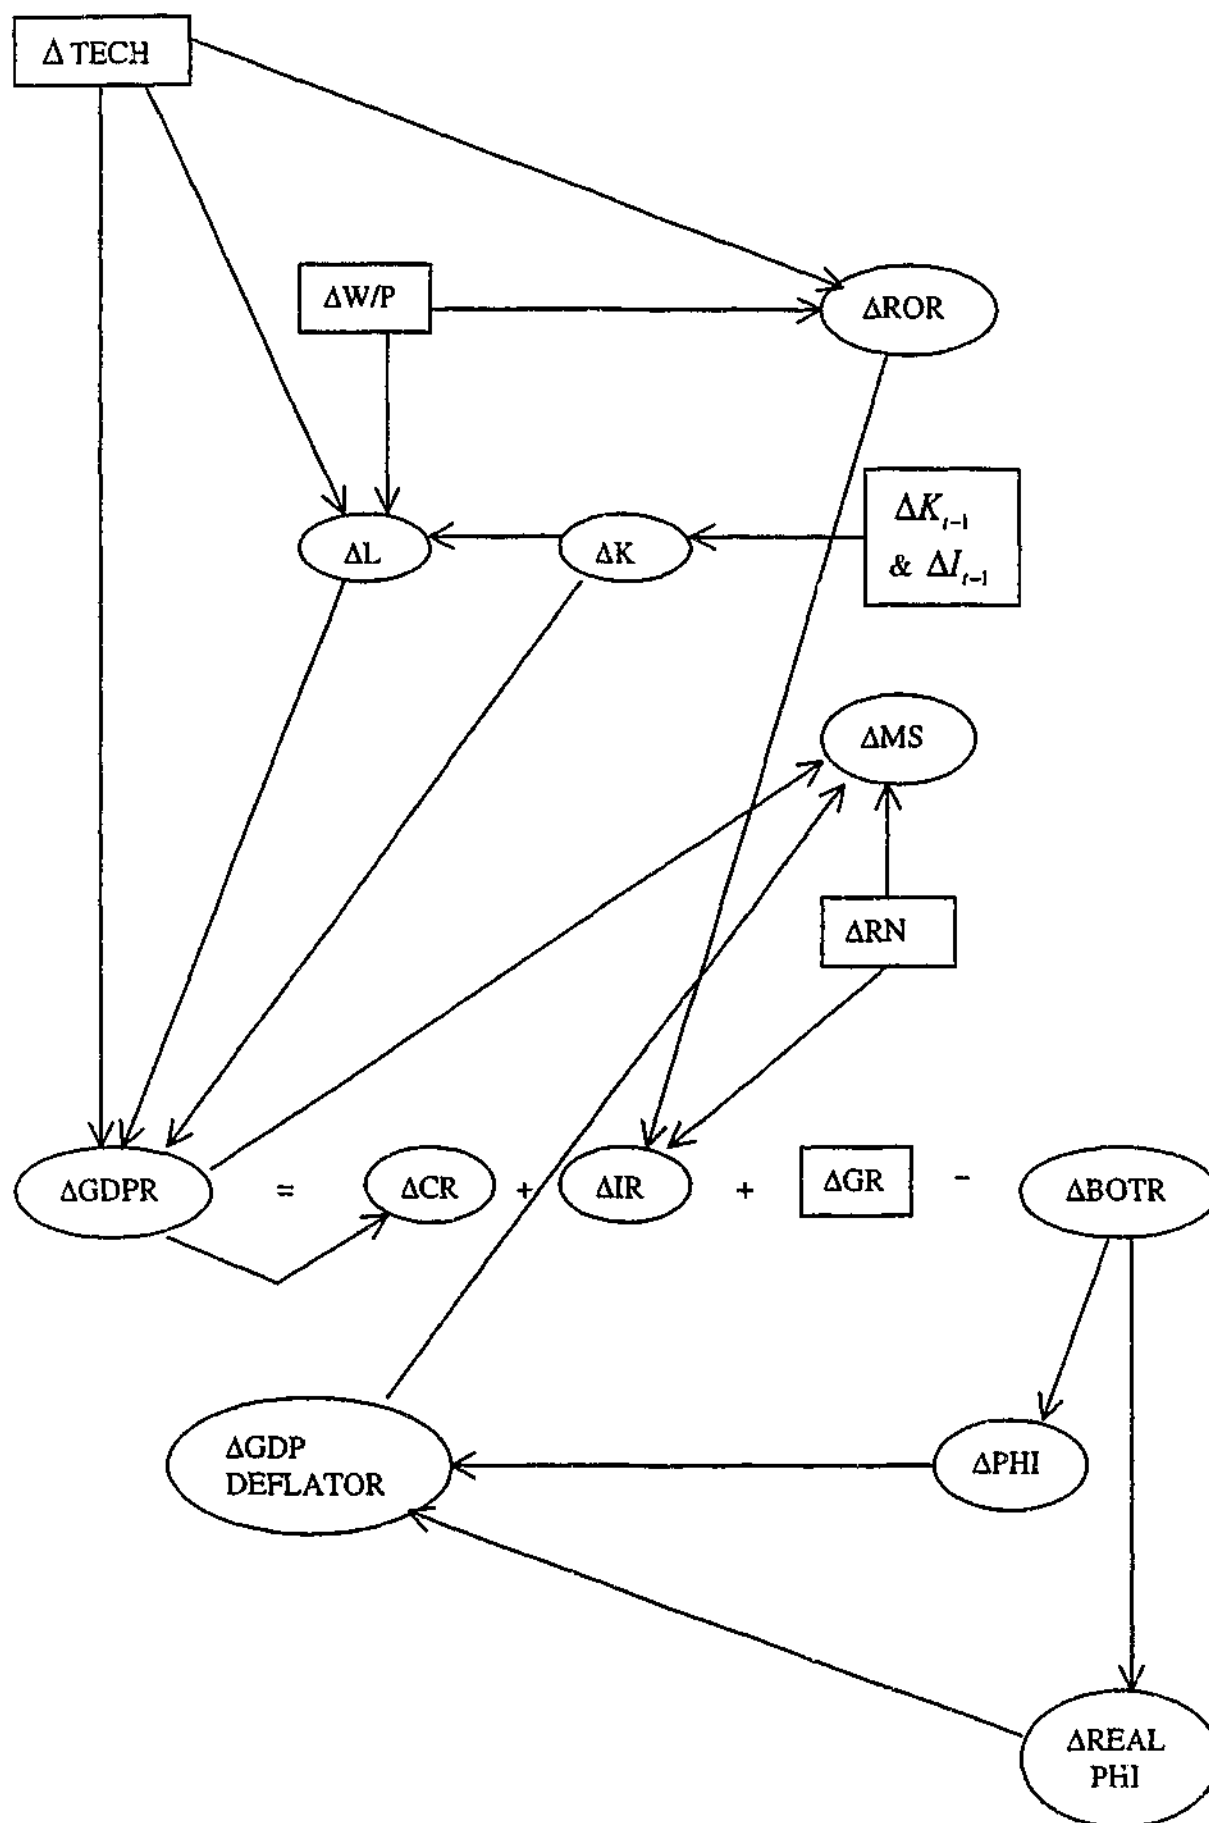 Δ TECH
ΔW/P
ΔROR
ΔL
ΔK
ΔK_{t-1}
& ΔI_{t-1}
ΔMS
ΔRN
ΔGDPR = ΔCR + ΔIR + ΔGR - ΔBOTR
ΔGDP
DEFLATOR
ΔPHI
ΔREAL
PHI